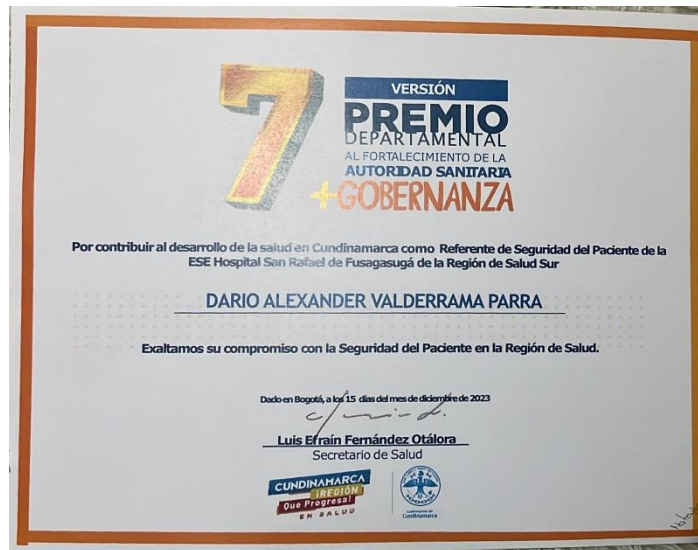 7
VERSIÓN
PREMIO
DEPARTAMENTAL
AL FORTALECIMIENTO DE LA
AUTORIDAD SANITARIA
+GOBERNANZA
Por contribuir al desarrollo de la salud en Cundinamarca como Referente de Seguridad del Paciente de la
ESE Hospital San Rafael de Fusagasugá de la Región de Salud Sur
DARIO ALEXANDER VALDERRAMA PARRA
Exaltamos su compromiso con la Seguridad del Paciente en la Región de Salud.
Dado en Bogotá, a los 15 días del mes de diciembre de 2023
Luis Efraín Fernández Otálora
Secretario de Salud
CUNDINAMARCA
¡REGIÓN
Que Progresa!
EN SALUD
Cundinamarca